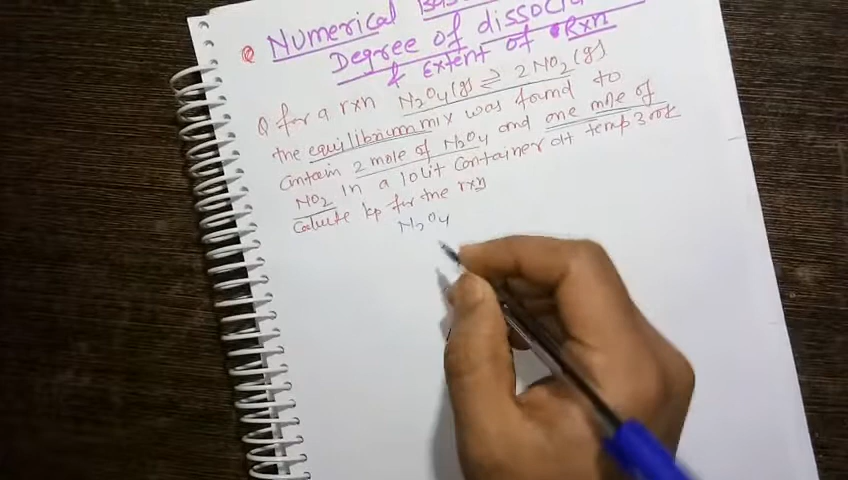 Numerical Based
Degree of dissocia
& Extent of Rxn
Q for a rxn N₂O₄(g) ⇌ 2NO₂(g)
the equilibrium mix was found to
Contain 2 mole of N₂O₄ and one mole of
NO₂ in a 10 Lit Container at temp 300K
Calculate kp for the rxn
N₂O₄